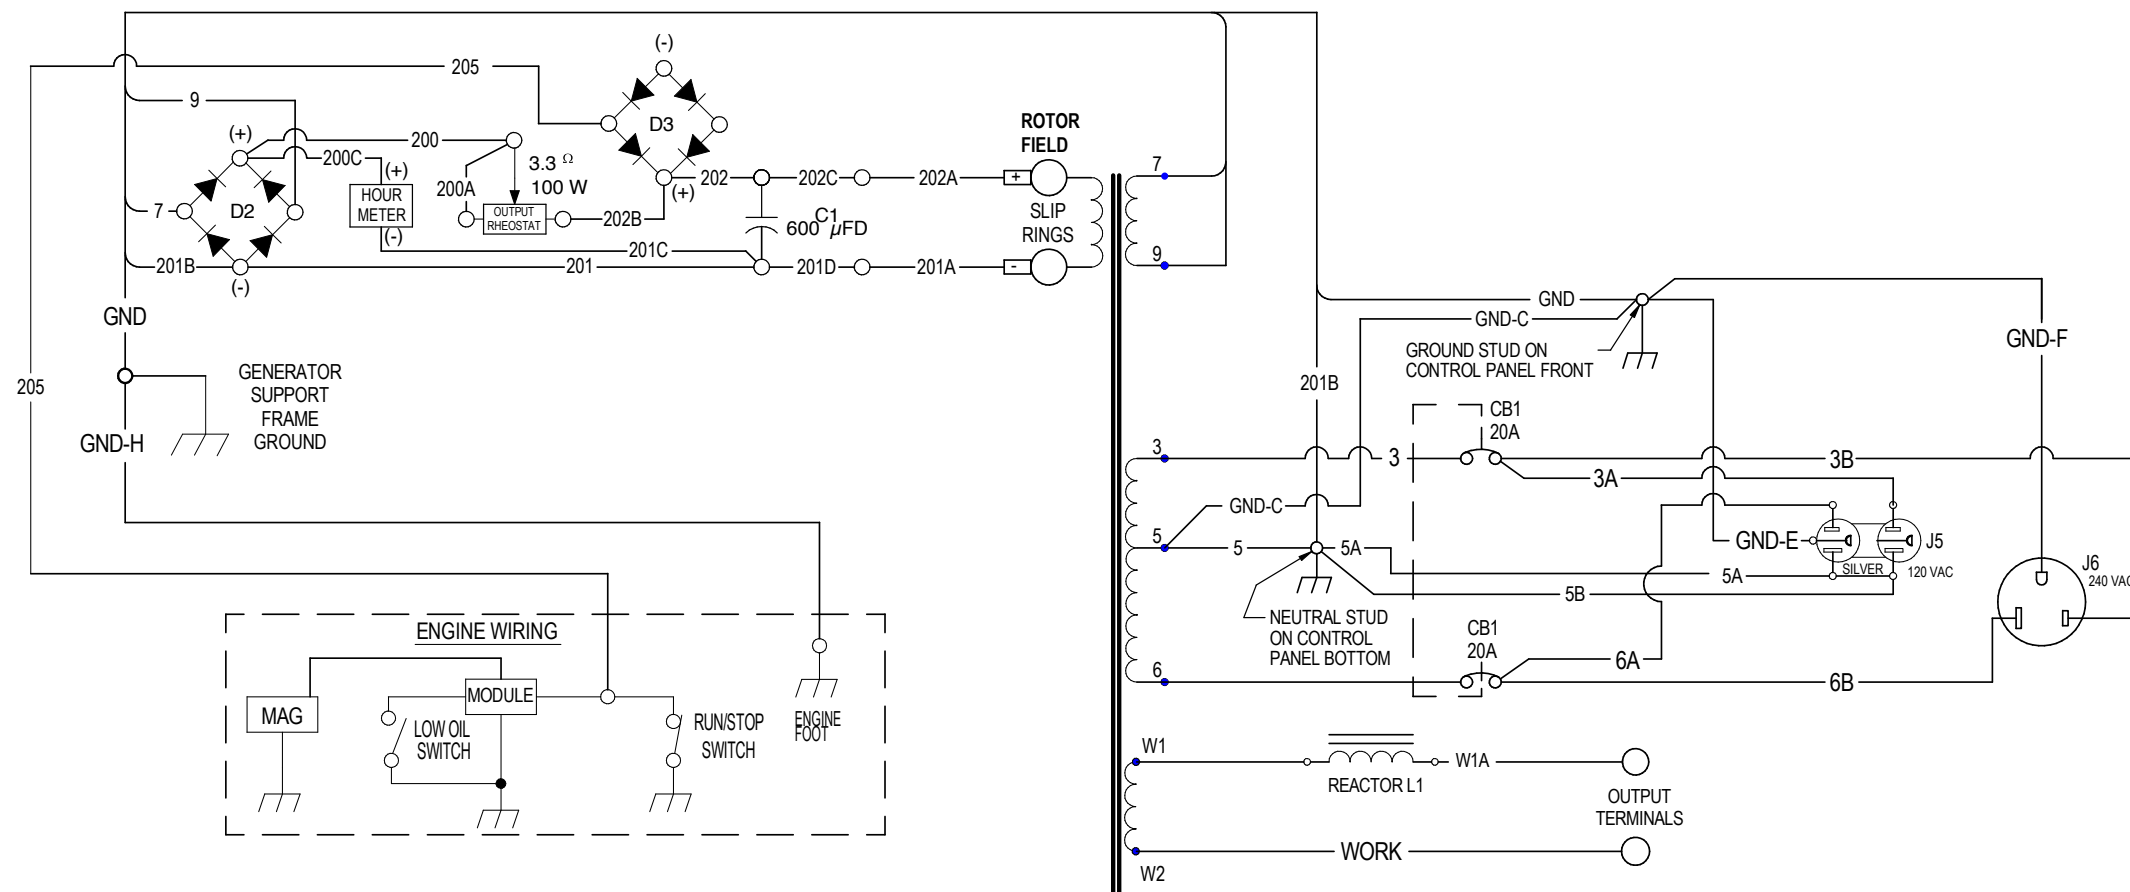 205
(-)
9
D3
ROTOR
FIELD
(+)
200
200C
(+)
3.3 Ω
100 W
200A
OUTPUT
RHEOSTAT
202B
202
(+)
202C
202A
+
7
HOUR
METER
(-)
7
D2
C1
600 µFD
SLIP
RINGS
201C
201B
201
201D
201A
-
9
(-)
GND
GND
GND-C
GND-F
GROUND STUD ON
CONTROL PANEL FRONT
GENERATOR
SUPPORT
FRAME
GROUND
205
201B
GND-H
CB1
20A
3
3
3B
3A
GND-C
5
5
5A
GND-E
J5
SILVER
120 VAC
5A
5B
J6
240 VAC
NEUTRAL STUD
ON CONTROL
PANEL BOTTOM
CB1
20A
6
6A
6B
ENGINE WIRING
MODULE
MAG
LOW OIL
SWITCH
RUN/STOP
SWITCH
ENGINE
FOOT
W1
W1A
REACTOR L1
OUTPUT
TERMINALS
WORK
W2